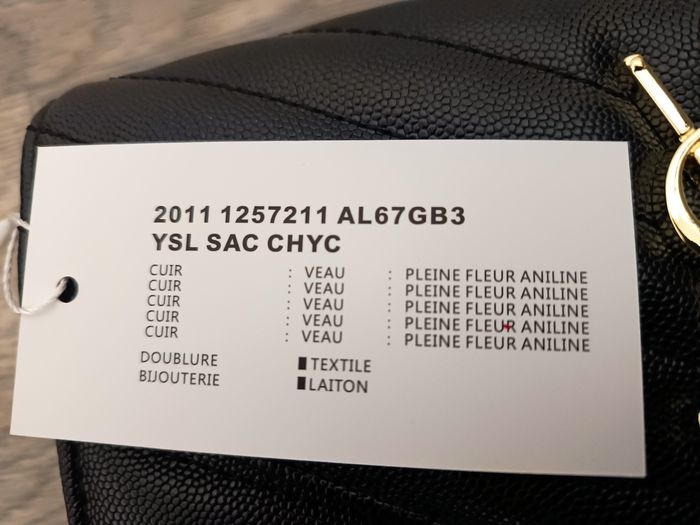 2011 1257211 AL67GB3
YSL SAC CHYC
CUIR : VEAU : PLEINE FLEUR ANILINE
CUIR : VEAU : PLEINE FLEUR ANILINE
CUIR : VEAU : PLEINE FLEUR ANILINE
CUIR : VEAU : PLEINE FLEUR ANILINE
CUIR : VEAU : PLEINE FLEUR ANILINE
DOUBLURE ▮TEXTILE
BIJOUTERIE ▮LAITON